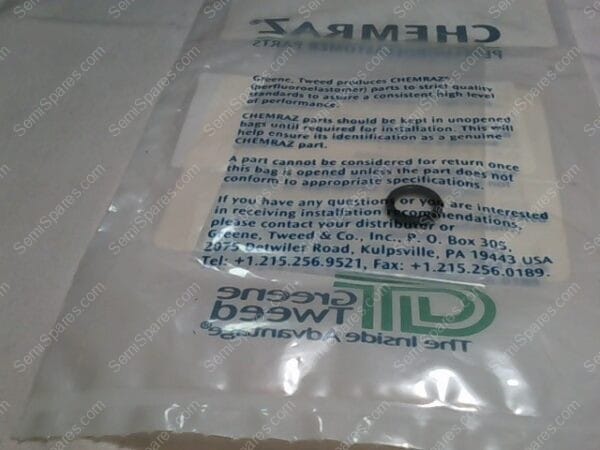 CHEMRAZ®
PERFLUOROELASTOMER PARTS
Greene, Tweed produces CHEMRAZ®
(perfluoroelastomer) parts to strict quality
standards to assure a consistent high level
of performance.
CHEMRAZ parts should be kept in unopened
bags until required for installation. This will
help ensure its identification as a genuine
CHEMRAZ part.
A part cannot be considered for return once
this bag is opened unless the part does not
conform to appropriate specifications.
If you have any questions or you are interested
in receiving installation recommendations,
please contact your distributor or
Greene, Tweed & Co., Inc., P. O. Box 305,
2075 Detwiler Road, Kulpsville, PA 19443 USA
Tel: +1.215.256.9521, Fax: +1.215.256.0189.
Greene
Tweed
The Inside Advantage®
SemiSpares.com